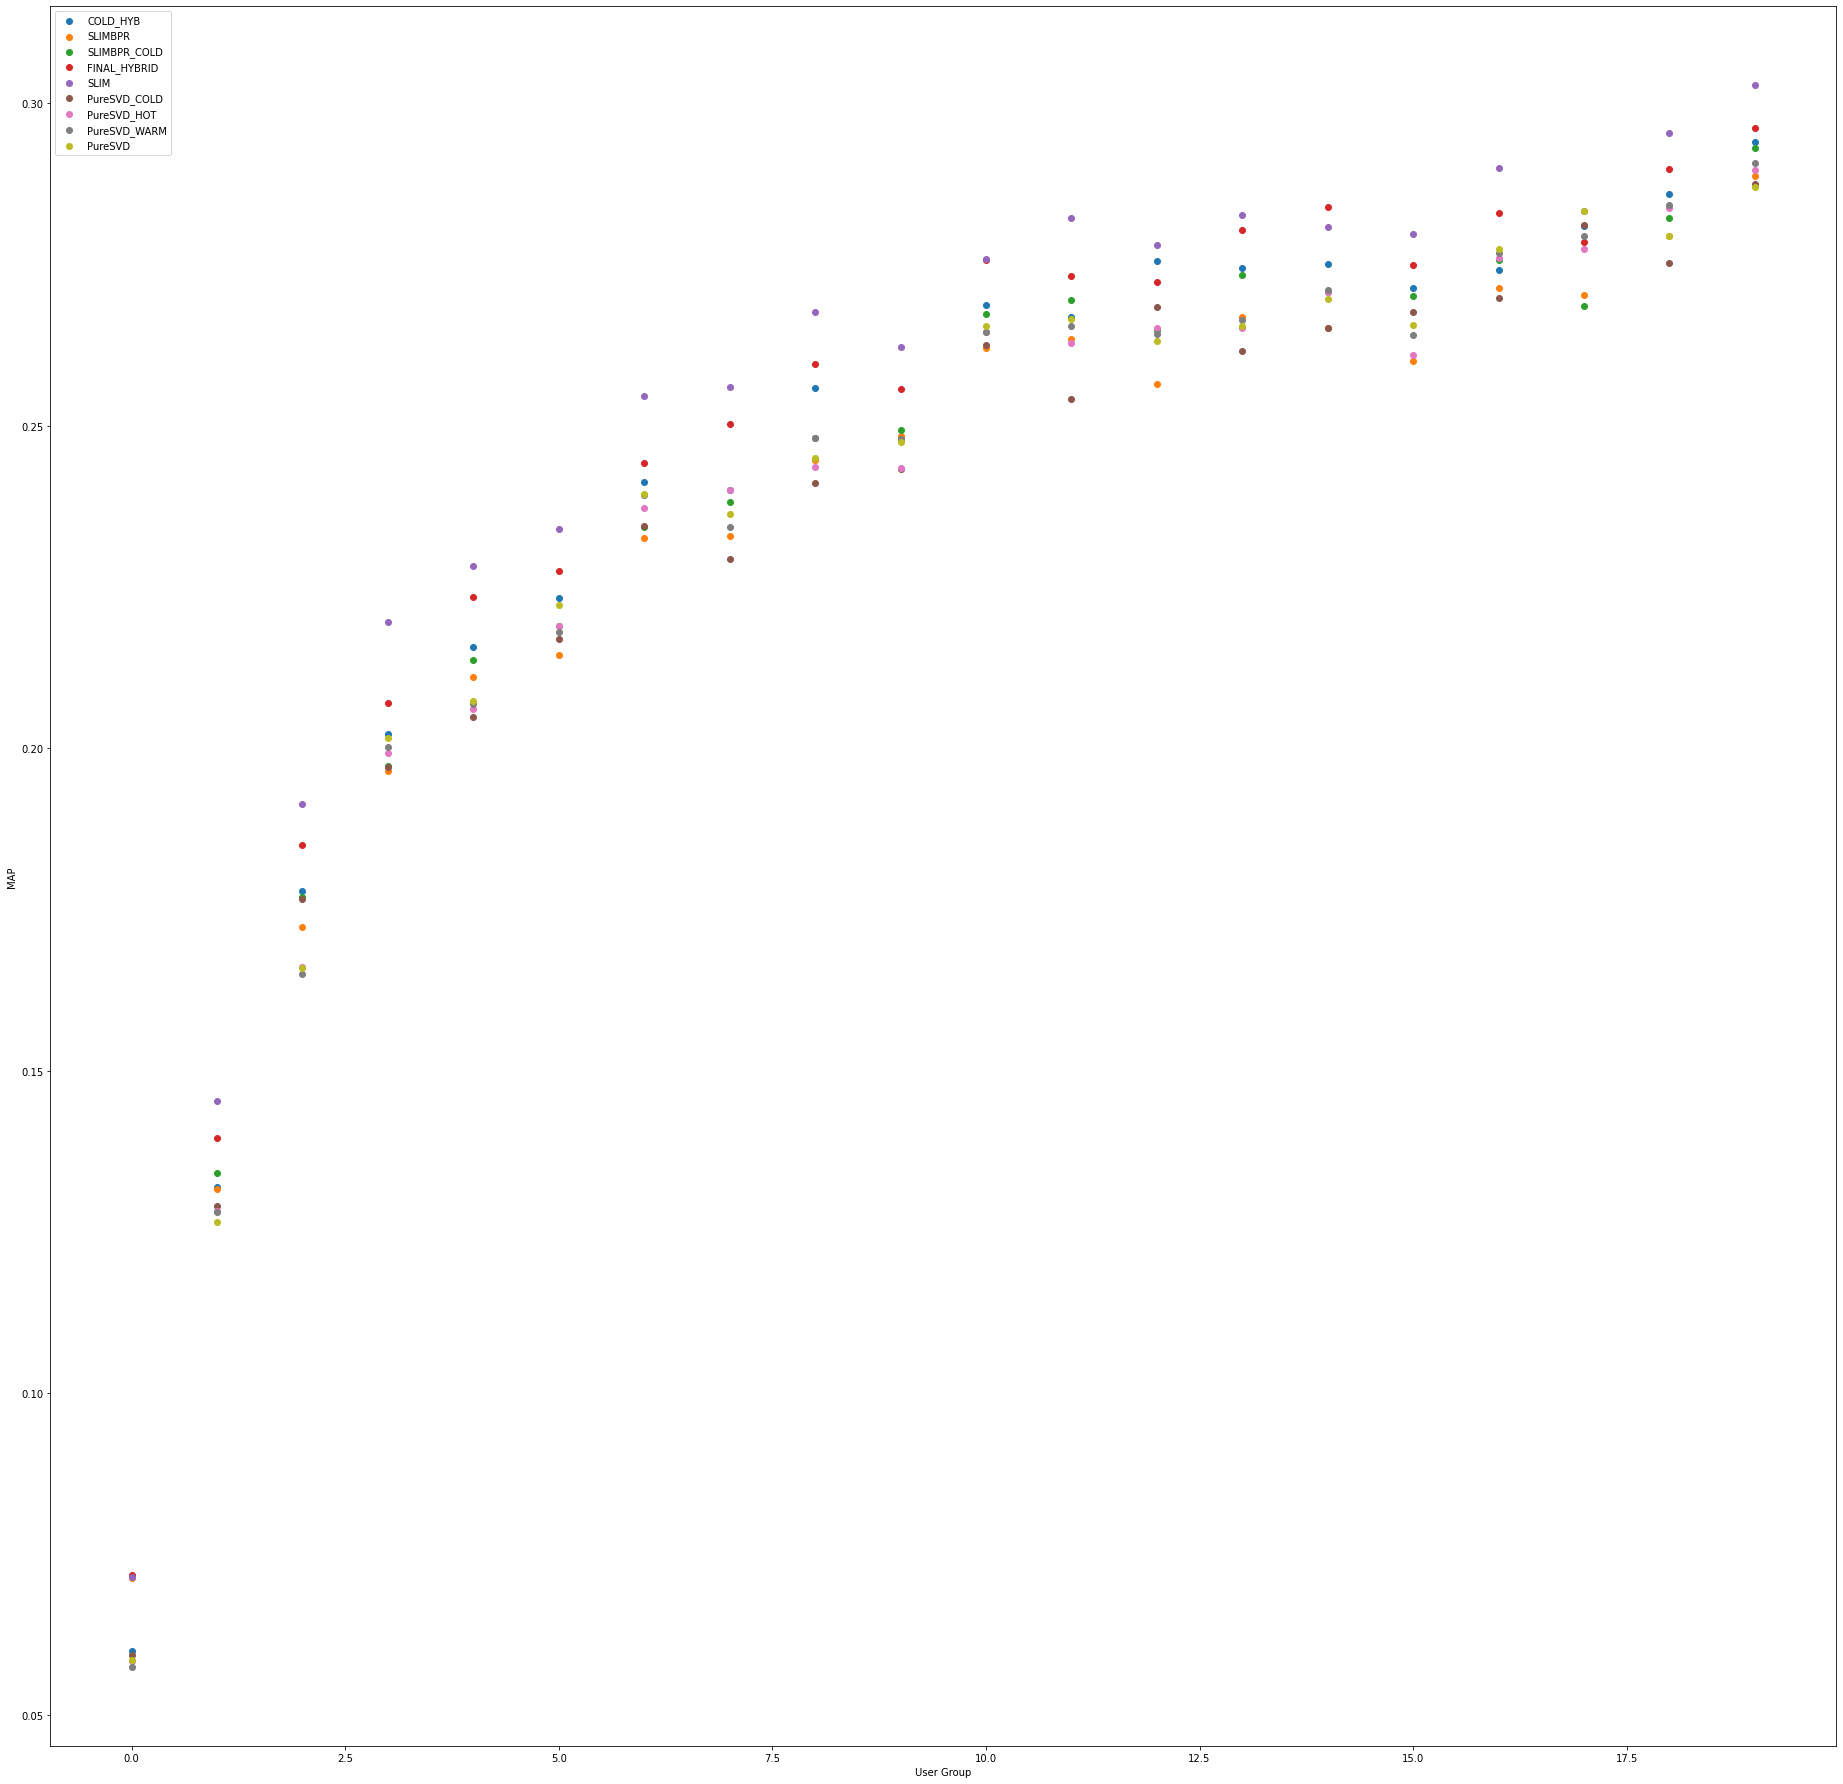 COLD_HYB
SLIMBPR
SLIMBPR_COLD
FINAL_HYBRID
SLIM
PureSVD_COLD
PureSVD_HOT
PureSVD_WARM
PureSVD
0.30
0.25
0.20
0.15
0.10
0.05
MAP
0.0 2.5 5.0 7.5 10.0 12.5 15.0 17.5
User Group